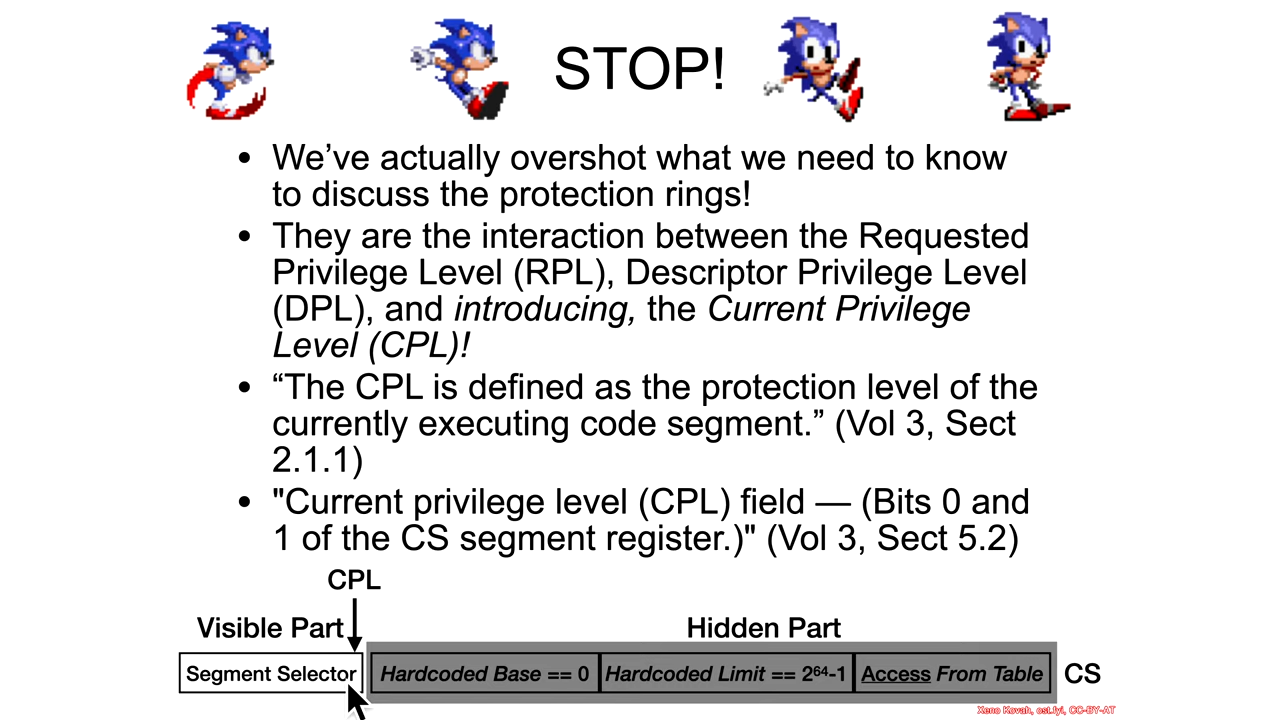 STOP!
• We’ve actually overshot what we need to know
to discuss the protection rings!
• They are the interaction between the Requested
Privilege Level (RPL), Descriptor Privilege Level
(DPL), and introducing, the Current Privilege
Level (CPL)!
• “The CPL is defined as the protection level of the
currently executing code segment.” (Vol 3, Sect
2.1.1)
• "Current privilege level (CPL) field — (Bits 0 and
1 of the CS segment register.)" (Vol 3, Sect 5.2)
CPL
Visible Part
Hidden Part
Segment Selector
Hardcoded Base == 0
Hardcoded Limit == 2⁶⁴-1
Access From Table
CS
Xeno Kovah, ost.fyi, CC-BY-AT